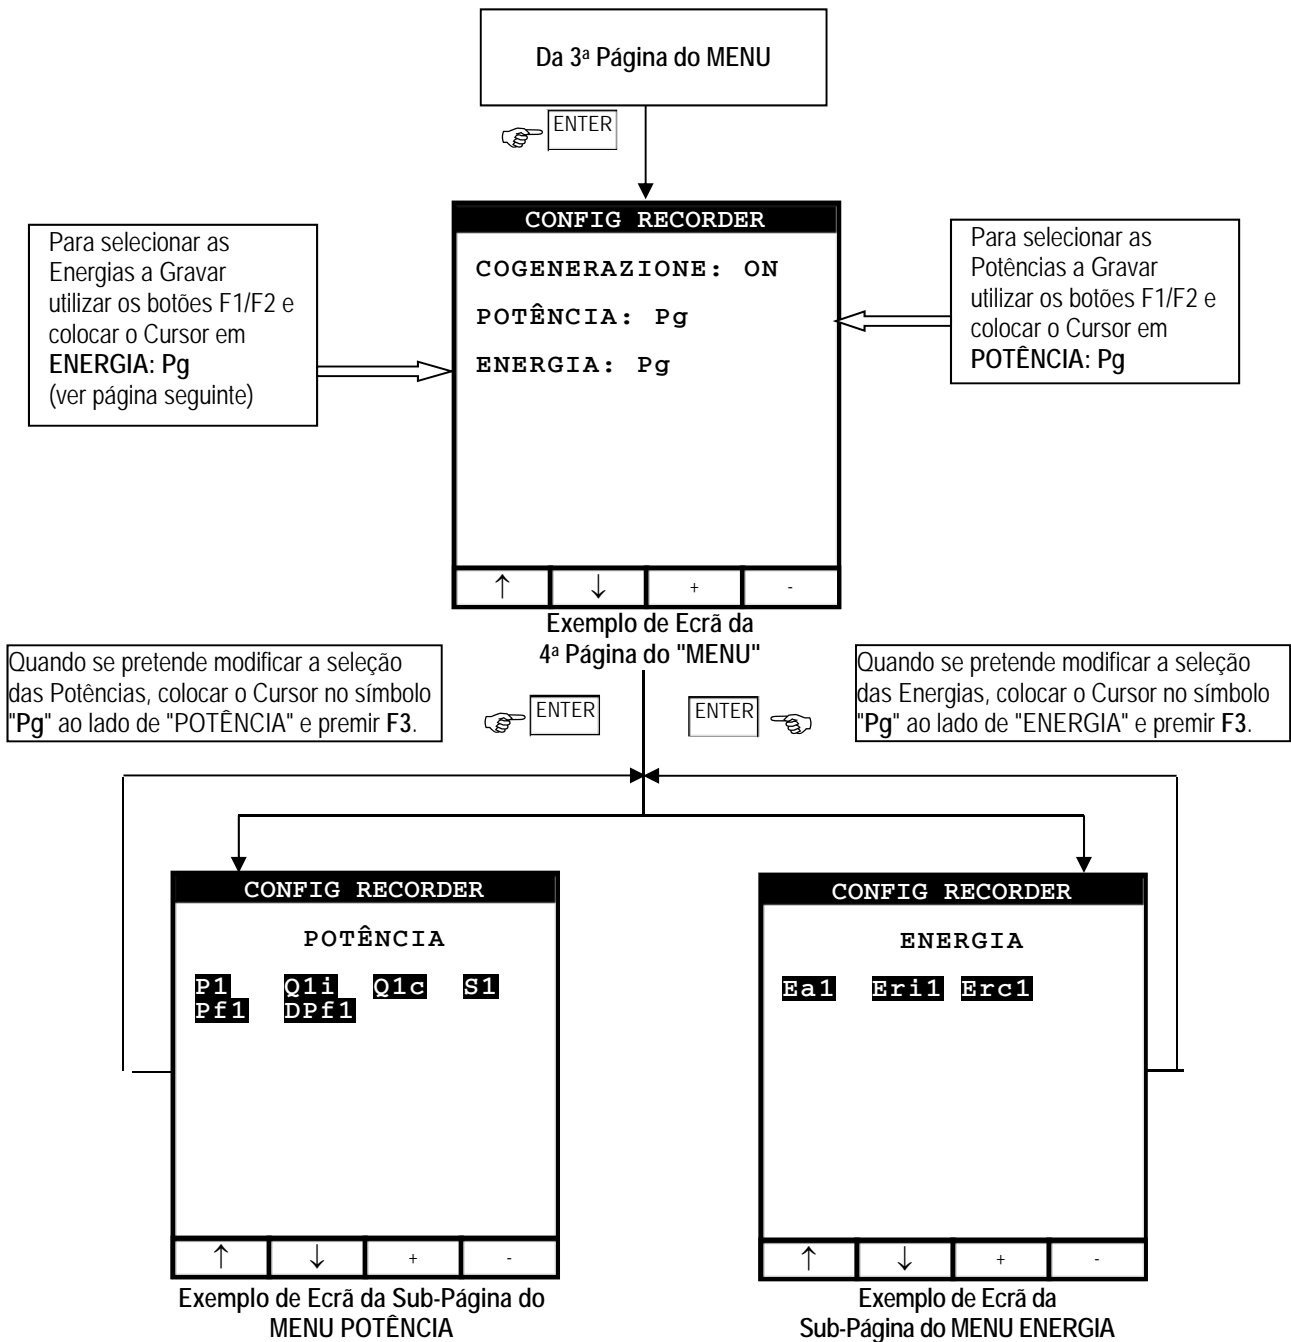 Da 3ª Página do MENU
ENTER
CONFIG RECORDER
COGENERAZIONE: ON
POTÊNCIA: Pg
ENERGIA: Pg
↑ ↓ + -
Para selecionar as
Energias a Gravar
utilizar os botões F1/F2 e
colocar o Cursor em
ENERGIA: Pg
(ver página seguinte)
Para selecionar as
Potências a Gravar
utilizar os botões F1/F2 e
colocar o Cursor em
POTÊNCIA: Pg
Exemplo de Ecrã da
4ª Página do "MENU"
Quando se pretende modificar a seleção
das Potências, colocar o Cursor no símbolo
"Pg" ao lado de "POTÊNCIA" e premir F3.
ENTER
ENTER
Quando se pretende modificar a seleção
das Energias, colocar o Cursor no símbolo
"Pg" ao lado de "ENERGIA" e premir F3.
CONFIG RECORDER
POTÊNCIA
P1 Q1i Q1c S1
Pf1 DPf1
↑ ↓ + -
Exemplo de Ecrã da Sub-Página do
MENU POTÊNCIA
CONFIG RECORDER
ENERGIA
Ea1 Eri1 Erc1
↑ ↓ + -
Exemplo de Ecrã da
Sub-Página do MENU ENERGIA